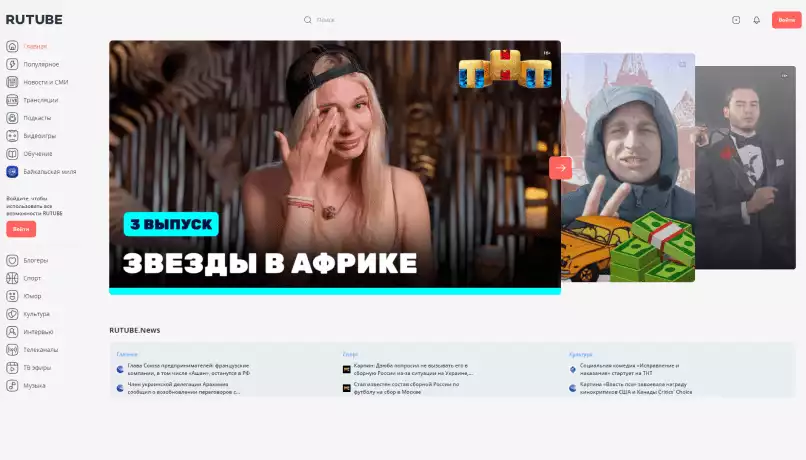 RUTUBE
Поиск
Войти
Главная
Популярное
Новости и СМИ
Трансляции
Подкасты
Видеоигры
Обучение
Байкальская миля
Войдите, чтобы
использовать все
возможности RUTUBE
Войти
Блогеры
Спорт
Юмор
Культура
Интервью
Телеканалы
ТВ эфиры
Музыка
ТНТ
3 ВЫПУСК
ЗВЕЗДЫ В АФРИКЕ
RUTUBE.News
Главное
Глава Союза предпринимателей: французские
компании, в том числе «Ашан», остаются в РФ
Член украинской делегации Арахамия
сообщил о возобновлении переговоров с...
Спорт
Карпин: Дзюба попросил не вызывать его в
сборную России из-за ситуации на Украине,...
Стал известен состав сборной России по
футболу на сбор в Москве
Культура
Социальная комедия «Исправление и
наказание» стартует на ТНТ
Картина «Власть пса» завоевала награду
кинокритиков США и Канады Critics` Choice